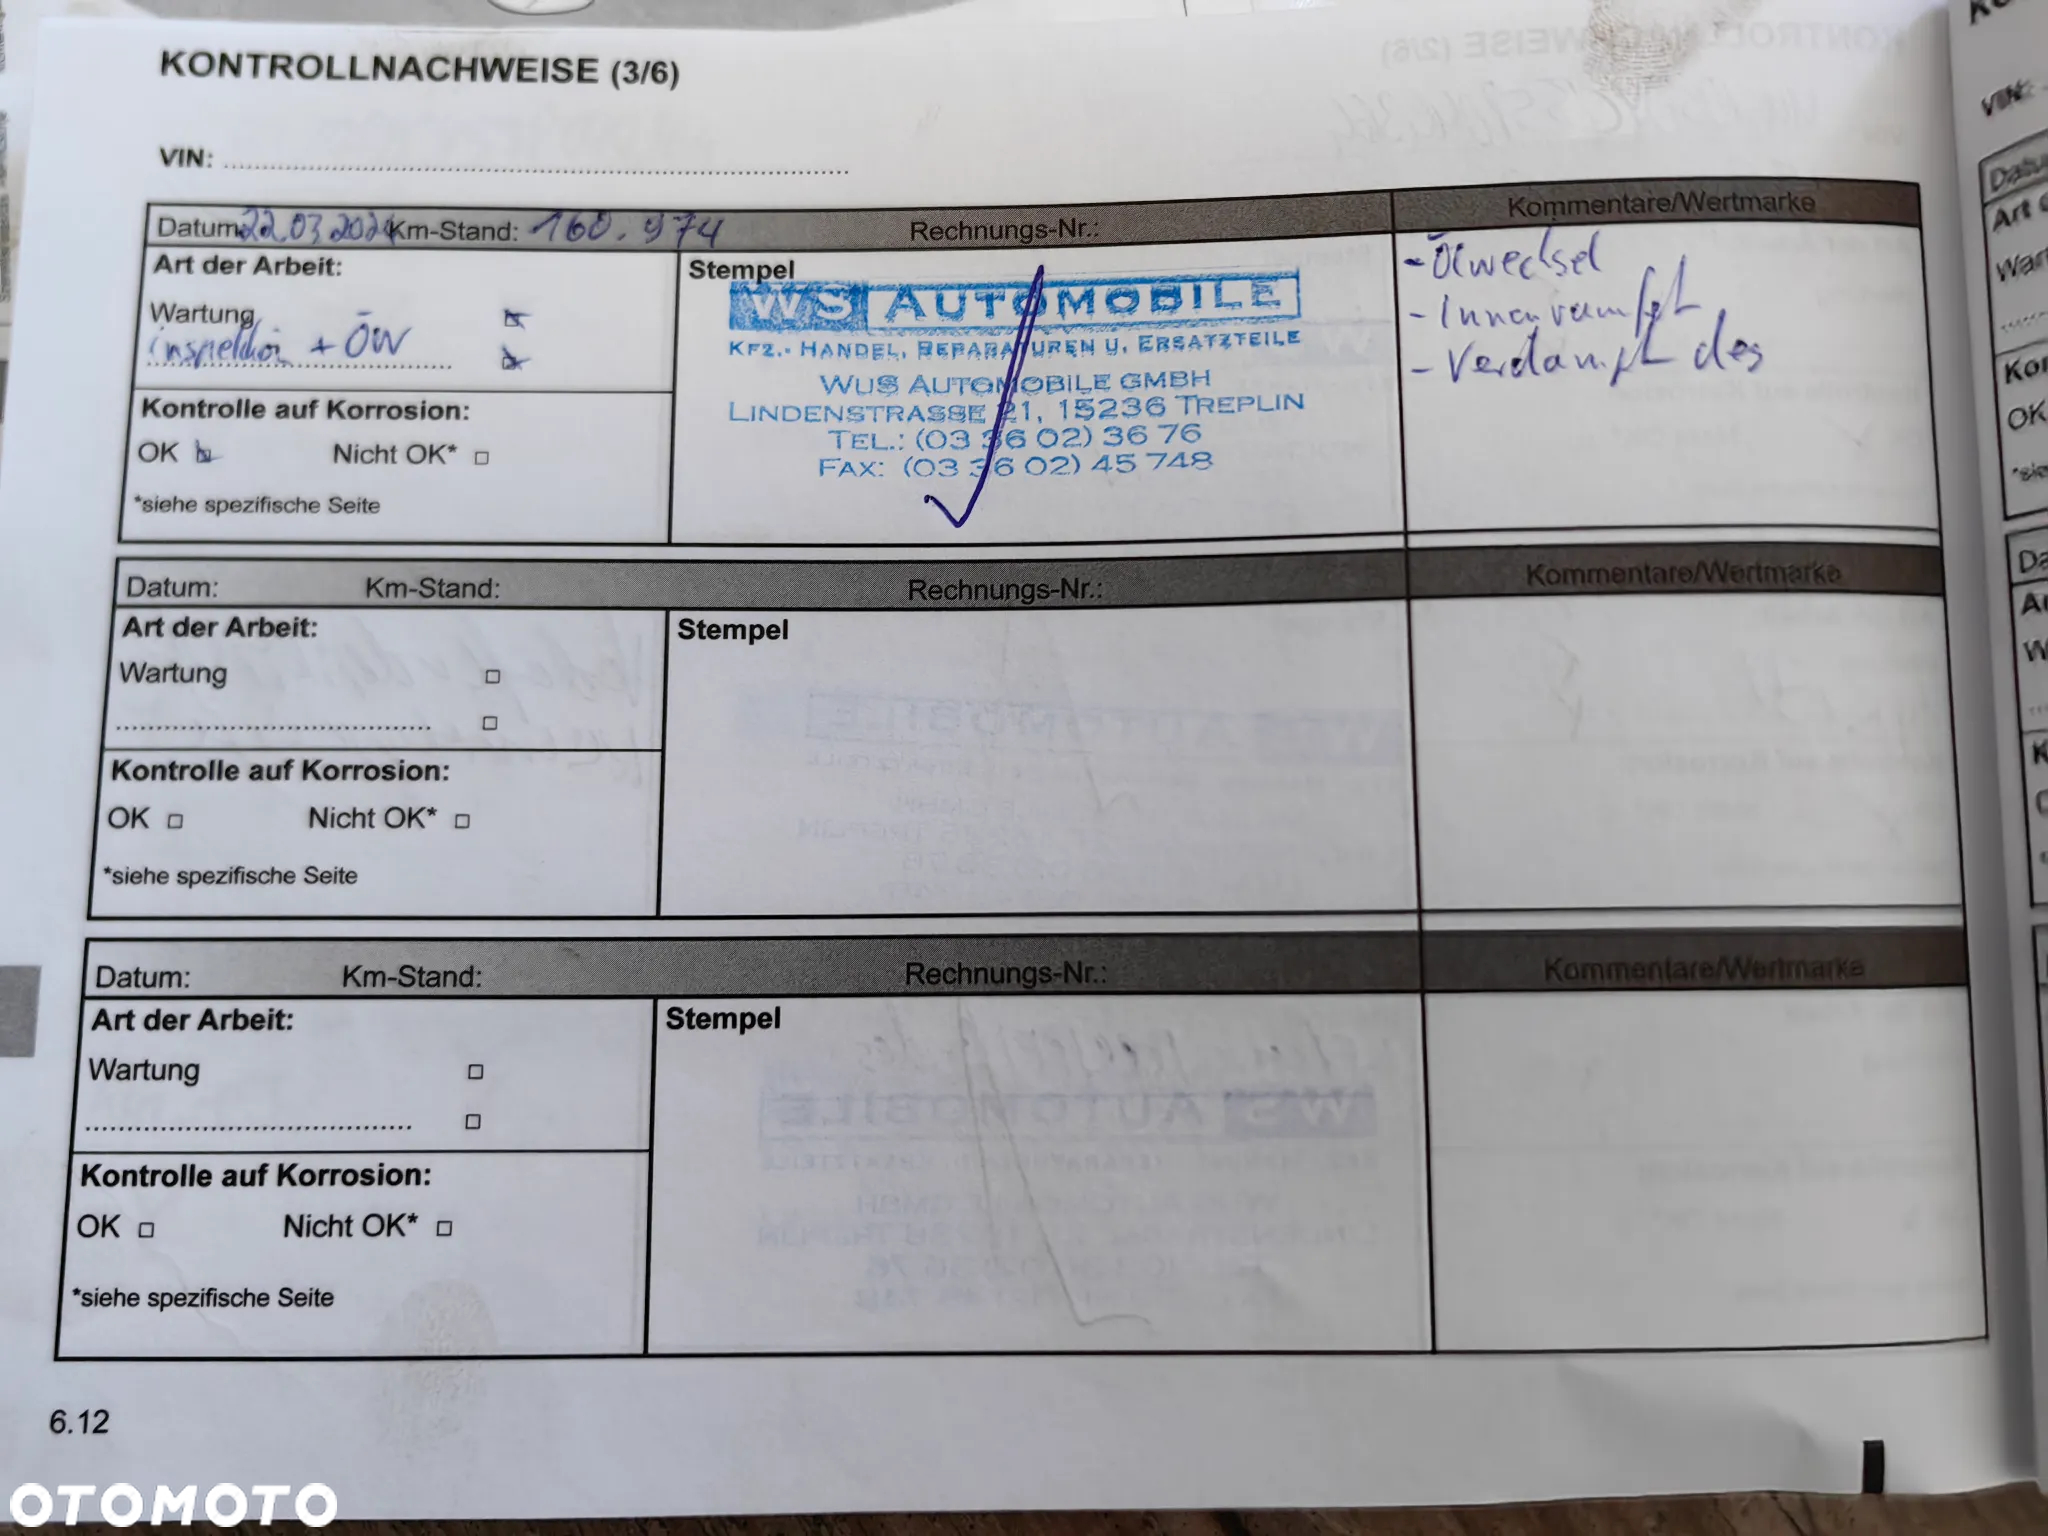 KONTROLLNACHWEISE (3/6)
VIN:
Datum: 22.03.2024 Km-Stand: 160.974 Rechnungs-Nr.: Kommentare/Wertmarke
Art der Arbeit:
Wartung
Inspektion + ÖW
Kontrolle auf Korrosion:
OK Nicht OK*
*siehe spezifische Seite
Stempel
WS AUTOMOBILE
KFZ.- HANDEL, REPARATUREN U. ERSATZTEILE
WUS AUTOMOBILE GMBH
LINDENSTRASSE 21, 15236 TREPLIN
TEL.: (03 36 02) 36 76
FAX: (03 36 02) 45 748
- Ölwechsel
- Innenraumfet
- Verdampft des
Datum: Km-Stand: Rechnungs-Nr.: Kommentare/Wertmarke
Art der Arbeit:
Wartung
Kontrolle auf Korrosion:
OK Nicht OK*
*siehe spezifische Seite
Stempel
Datum: Km-Stand: Rechnungs-Nr.: Kommentare/Wertmarke
Art der Arbeit:
Wartung
Kontrolle auf Korrosion:
OK Nicht OK*
*siehe spezifische Seite
Stempel
6.12
OTOMOTO